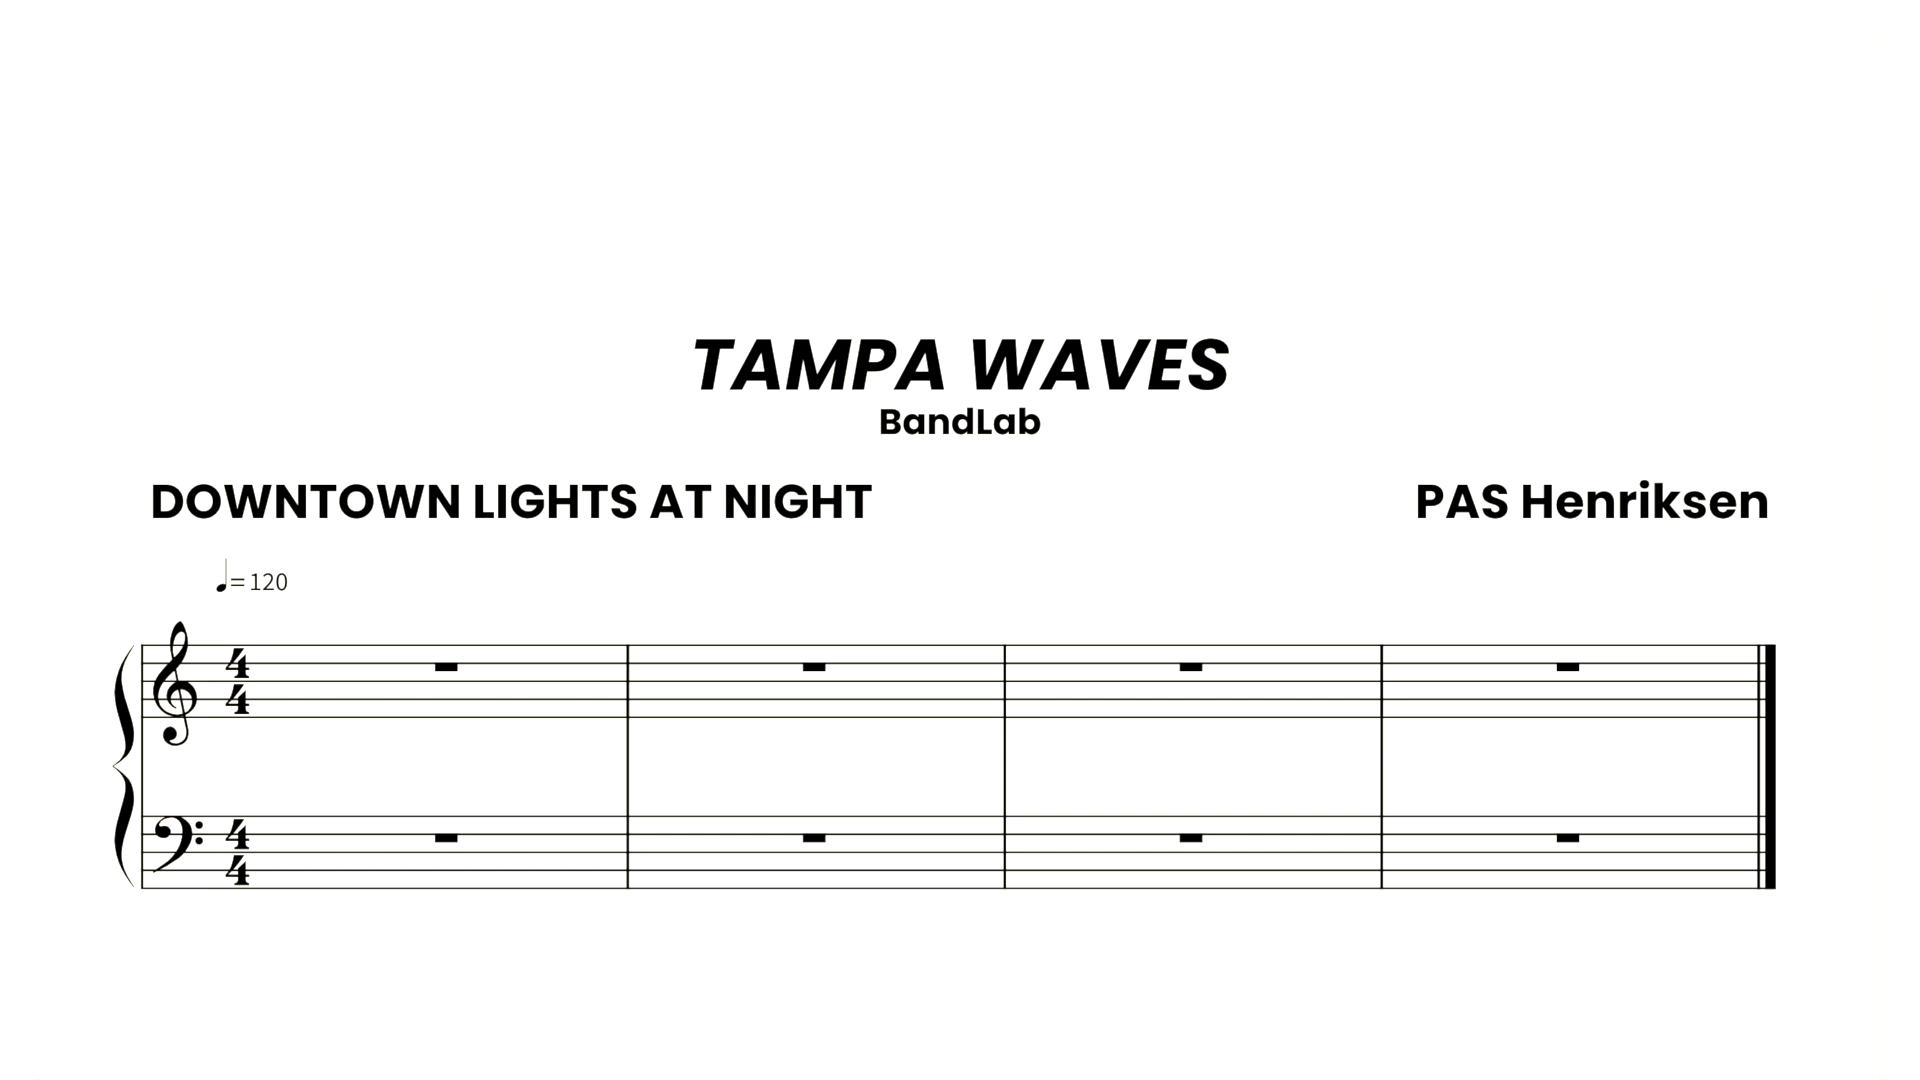 TAMPA WAVES
BandLab
DOWNTOWN LIGHTS AT NIGHT PAS Henriksen
= 120
4 4
4 4